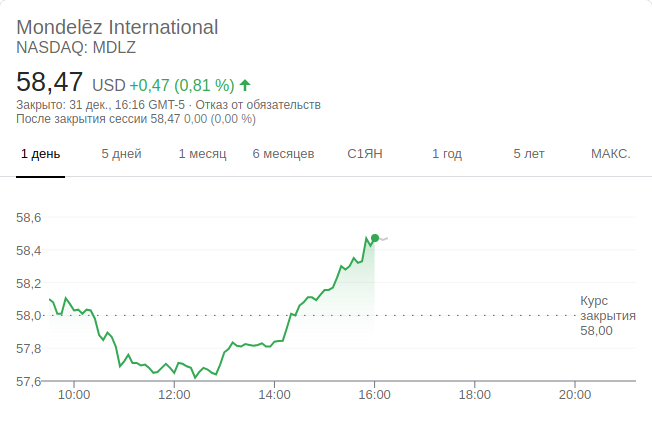 Mondelēz International
NASDAQ: MDLZ
58,47 USD +0,47 (0,81 %)
Закрыто: 31 дек., 16:16 GMT-5 · Отказ от обязательств
После закрытия сессии 58,47 0,00 (0,00 %)
1 день 5 дней 1 месяц 6 месяцев С1ЯН 1 год 5 лет МАКС.
58,6
58,4
58,2
58,0
57,8
57,6
Курс
закрытия
58,00
10:00 12:00 14:00 16:00 18:00 20:00